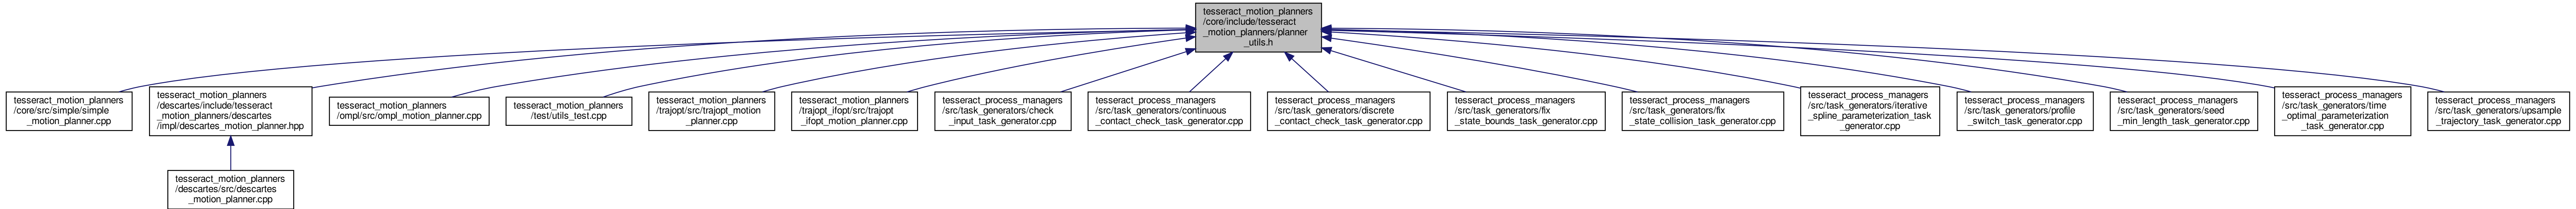 tesseract_motion_planners
/core/include/tesseract
_motion_planners/planner
_utils.h
tesseract_motion_planners
/core/src/simple/simple
_motion_planner.cpp
tesseract_motion_planners
/descartes/include/tesseract
_motion_planners/descartes
/impl/descartes_motion_planner.hpp
tesseract_motion_planners
/ompl/src/ompl_motion_planner.cpp
tesseract_motion_planners
/test/utils_test.cpp
tesseract_motion_planners
/trajopt/src/trajopt_motion
_planner.cpp
tesseract_motion_planners
/trajopt_ifopt/src/trajopt
_ifopt_motion_planner.cpp
tesseract_process_managers
/src/task_generators/check
_input_task_generator.cpp
tesseract_process_managers
/src/task_generators/continuous
_contact_check_task_generator.cpp
tesseract_process_managers
/src/task_generators/discrete
_contact_check_task_generator.cpp
tesseract_process_managers
/src/task_generators/fix
_state_bounds_task_generator.cpp
tesseract_process_managers
/src/task_generators/fix
_state_collision_task_generator.cpp
tesseract_process_managers
/src/task_generators/iterative
_spline_parameterization_task
_generator.cpp
tesseract_process_managers
/src/task_generators/profile
_switch_task_generator.cpp
tesseract_process_managers
/src/task_generators/seed
_min_length_task_generator.cpp
tesseract_process_managers
/src/task_generators/time
_optimal_parameterization
_task_generator.cpp
tesseract_process_managers
/src/task_generators/upsample
_trajectory_task_generator.cpp
tesseract_motion_planners
/descartes/src/descartes
_motion_planner.cpp